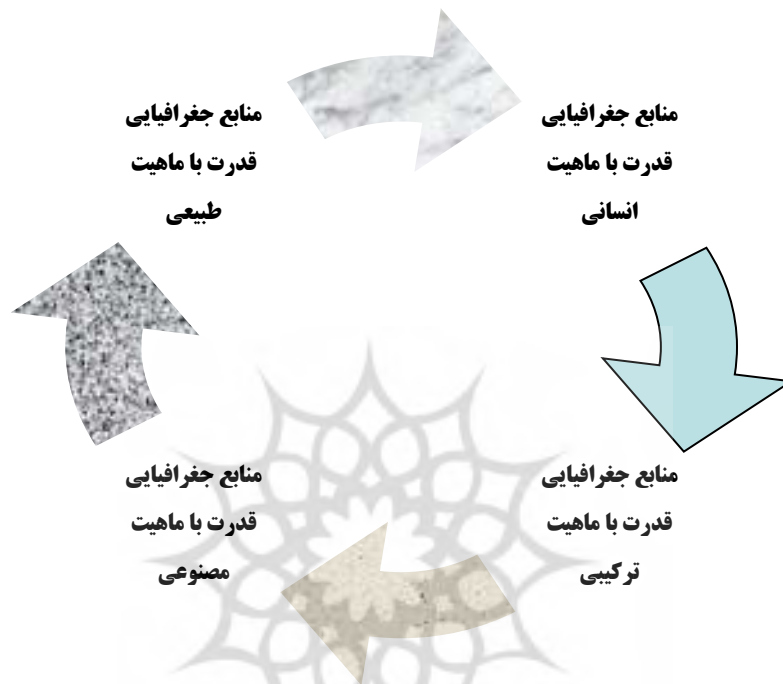 منابع جغرافیایی
قدرت با ماهیت
انسانی
منابع جغرافیایی
قدرت با ماهیت
طبیعی
منابع جغرافیایی
قدرت با ماهیت
ترکیبی
منابع جغرافیایی
قدرت با ماهیت
مصنوعی